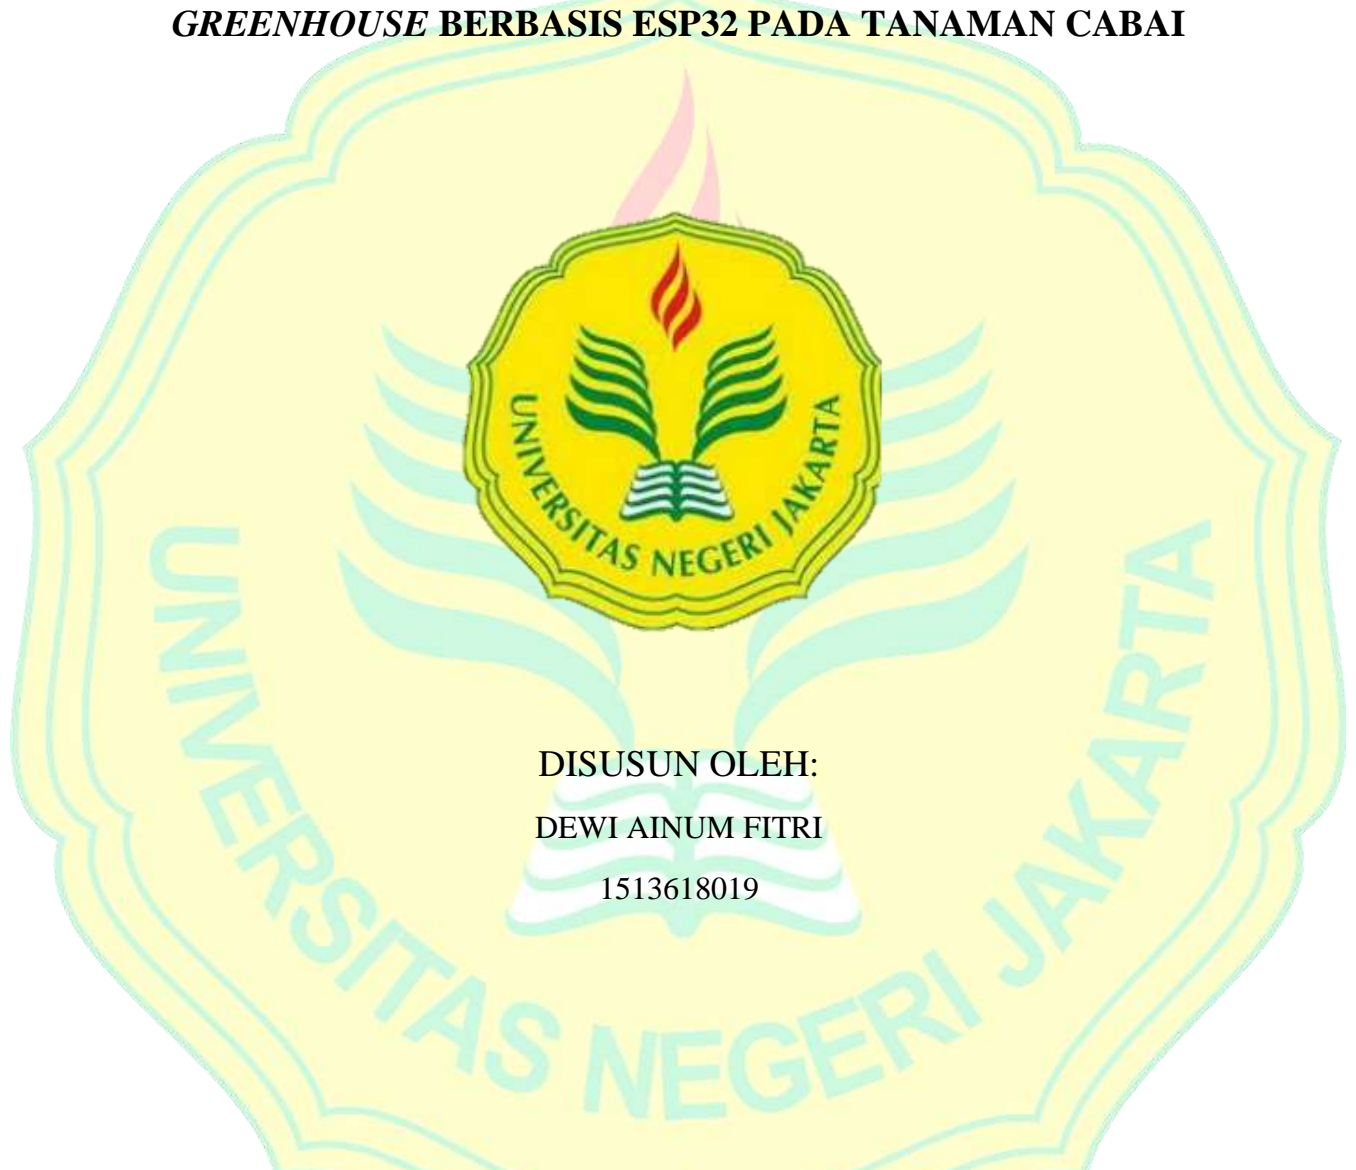 GREENHOUSE BERBASIS ESP32 PADA TANAMAN CABAI
UNIVERSITAS NEGERI JAKARTA
DISUSUN OLEH:
DEWI AINUM FITRI
1513618019
UNIVERSITAS NEGERI JAKARTA